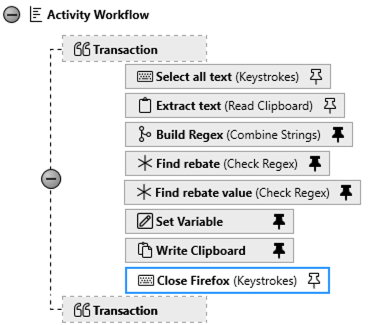 Activity Workflow
Transaction
Select all text (Keystrokes)
Extract text (Read Clipboard)
Build Regex (Combine Strings)
Find rebate (Check Regex)
Find rebate value (Check Regex)
Set Variable
Write Clipboard
Close Firefox (Keystrokes)
Transaction